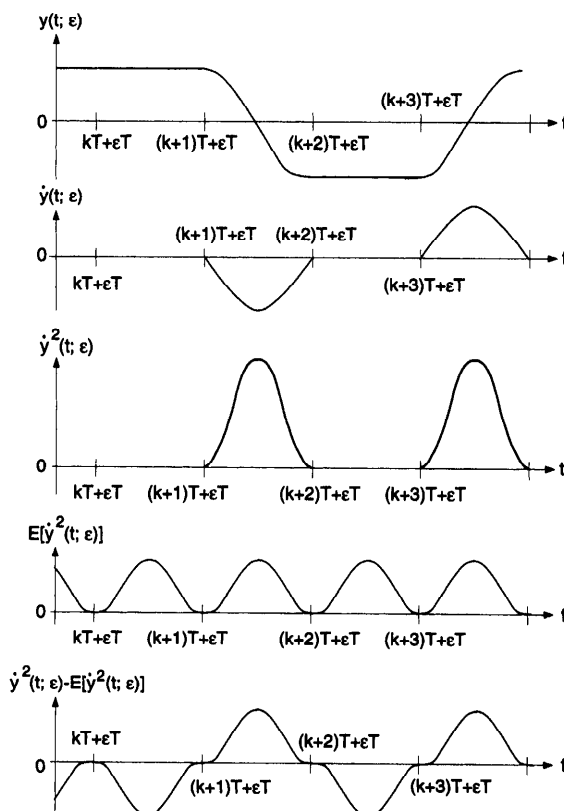 y(t; ε)
(k+3)T+εT
0
t
kT+εT (k+1)T+εT (k+2)T+εT
ẏ(t; ε)
(k+1)T+εT (k+2)T+εT
0
t
kT+εT (k+3)T+εT
ẏ²(t; ε)
0
t
kT+εT (k+1)T+εT (k+2)T+εT (k+3)T+εT
E[ẏ²(t; ε)]
0
t
kT+εT (k+1)T+εT (k+2)T+εT (k+3)T+εT
ẏ²(t; ε)-E[ẏ²(t; ε)]
kT+εT (k+2)T+εT
0
t
(k+1)T+εT (k+3)T+εT